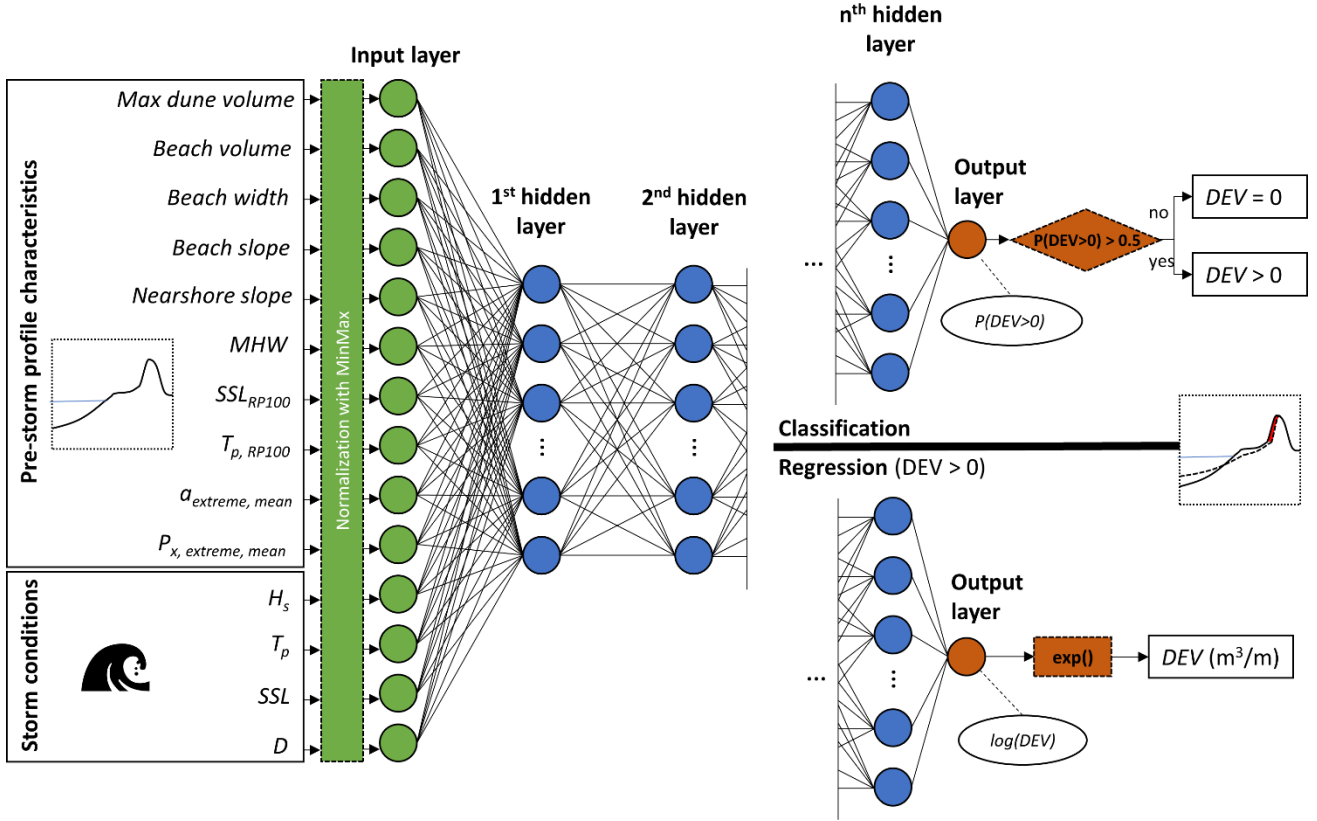 Pre-storm profile characteristics
Max dune volume
Beach volume
Beach width
Beach slope
Nearshore slope
MHW
SSL_RP100
T_p, RP100
a_extreme, mean
P_x, extreme, mean
Storm conditions
H_s
T_p
SSL
D
Normalization with MinMax
Input layer
1st hidden
layer
2nd hidden
layer
...
...
nth hidden
layer
...
...
Output
layer
P(DEV>0)
P(DEV>0) > 0.5
no
yes
DEV = 0
DEV > 0
Classification
Regression (DEV > 0)
...
...
Output
layer
log(DEV)
exp()
DEV (m³/m)